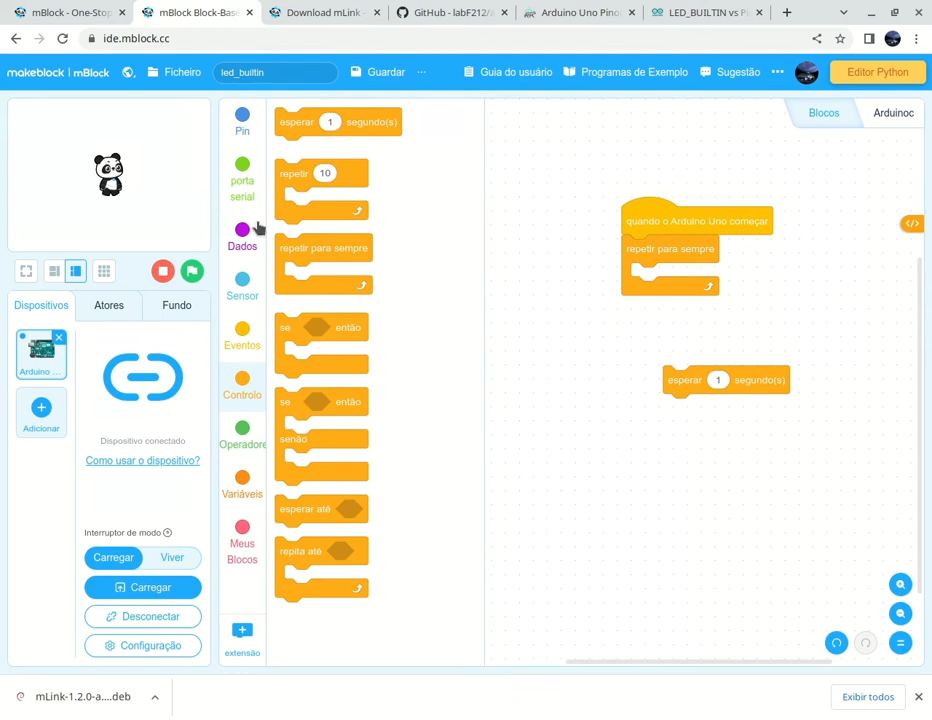 mBlock - One-Stop
mBlock Block-Base
Download mLink -
GitHub - labF212/
Arduino Uno Pino
LED_BUILTIN vs P
ide.mblock.cc
makeblock | mBlock
Ficheiro
led_builtin
Guardar
Guia do usuário
Programas de Exemplo
Sugestão
Editor Python
Pin
porta
serial
Dados
Sensor
Eventos
Controlo
Operadore
Variáveis
Meus
Blocos
extensão
esperar 1 segundo(s)
repetir 10
repetir para sempre
se então
se então
senão
esperar até
repita até
Blocos
Arduinoc
quando o Arduino Uno começar
repetir para sempre
esperar 1 segundo(s)
Dispositivos
Atores
Fundo
Arduino ...
Adicionar
Dispositivo conectado
Como usar o dispositivo?
Interruptor de modo
Carregar
Viver
Carregar
Desconectar
Configuração
mLink-1.2.0-a....deb
Exibir todos